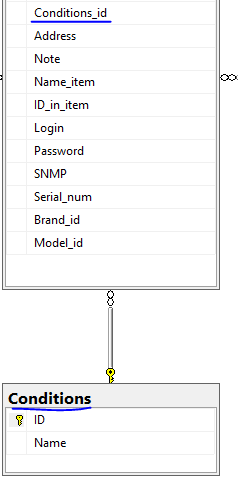 Conditions_id
Address
Note
Name_item
ID_in_item
Login
Password
SNMP
Serial_num
Brand_id
Model_id
Conditions
ID
Name